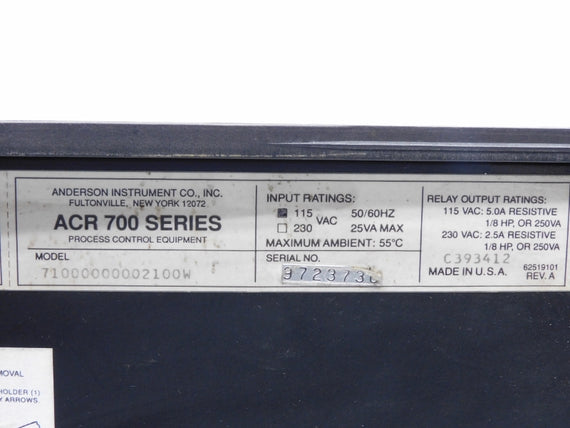 ANDERSON INSTRUMENT CO., INC.
FULTONVILLE, NEW YORK 12072
ACR 700 SERIES
PROCESS CONTROL EQUIPMENT
MODEL
71000000002100W
INPUT RATINGS:
115 VAC 50/60HZ
230 25VA MAX
MAXIMUM AMBIENT: 55°C
SERIAL NO.
RELAY OUTPUT RATINGS:
115 VAC: 5.0A RESISTIVE
1/8 HP, OR 250VA
230 VAC: 2.5A RESISTIVE
1/8 HP, OR 250VA
C393412
MADE IN U.S.A.
62519101
REV. A
HOLDER (1)
ARROWS.